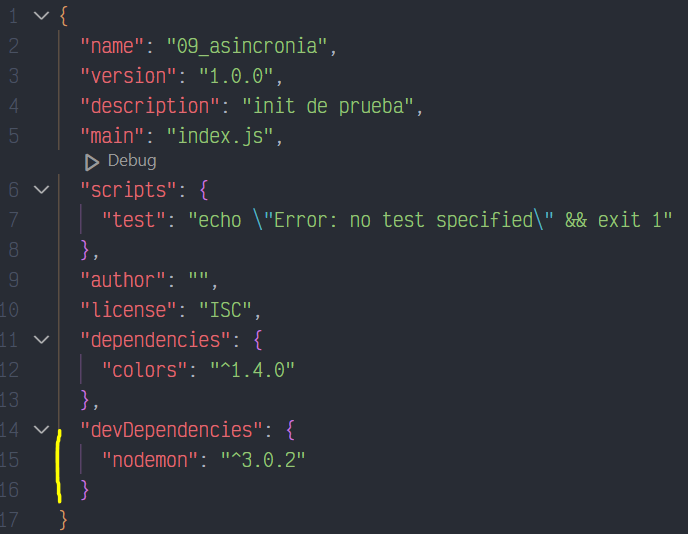 1 {
2 "name": "09_asincronia",
3 "version": "1.0.0",
4 "description": "init de prueba",
5 "main": "index.js",
Debug
6 "scripts": {
7 "test": "echo \"Error: no test specified\" && exit 1"
8 },
9 "author": "",
10 "license": "ISC",
11 "dependencies": {
12 "colors": "^1.4.0"
13 },
14 "devDependencies": {
15 "nodemon": "^3.0.2"
16 }
17 }